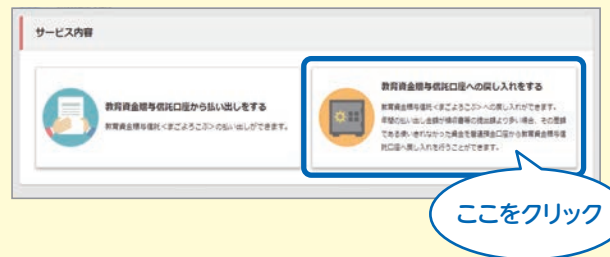 サービス内容
教育資金贈与信託口座から払い出しをする
教育資金贈与信託<まごよろこぶ>の払い出しができます。
教育資金贈与信託口座への戻し入れをする
教育資金贈与信託<まごよろこぶ>への戻し入れができます。
年間の払い出し金額が領収書等の提出額より多い場合、その差額
である使いきれなかった資金を普通預金口座から教育資金贈与信
託口座へ戻し入れを行うことができます。
ここをクリック